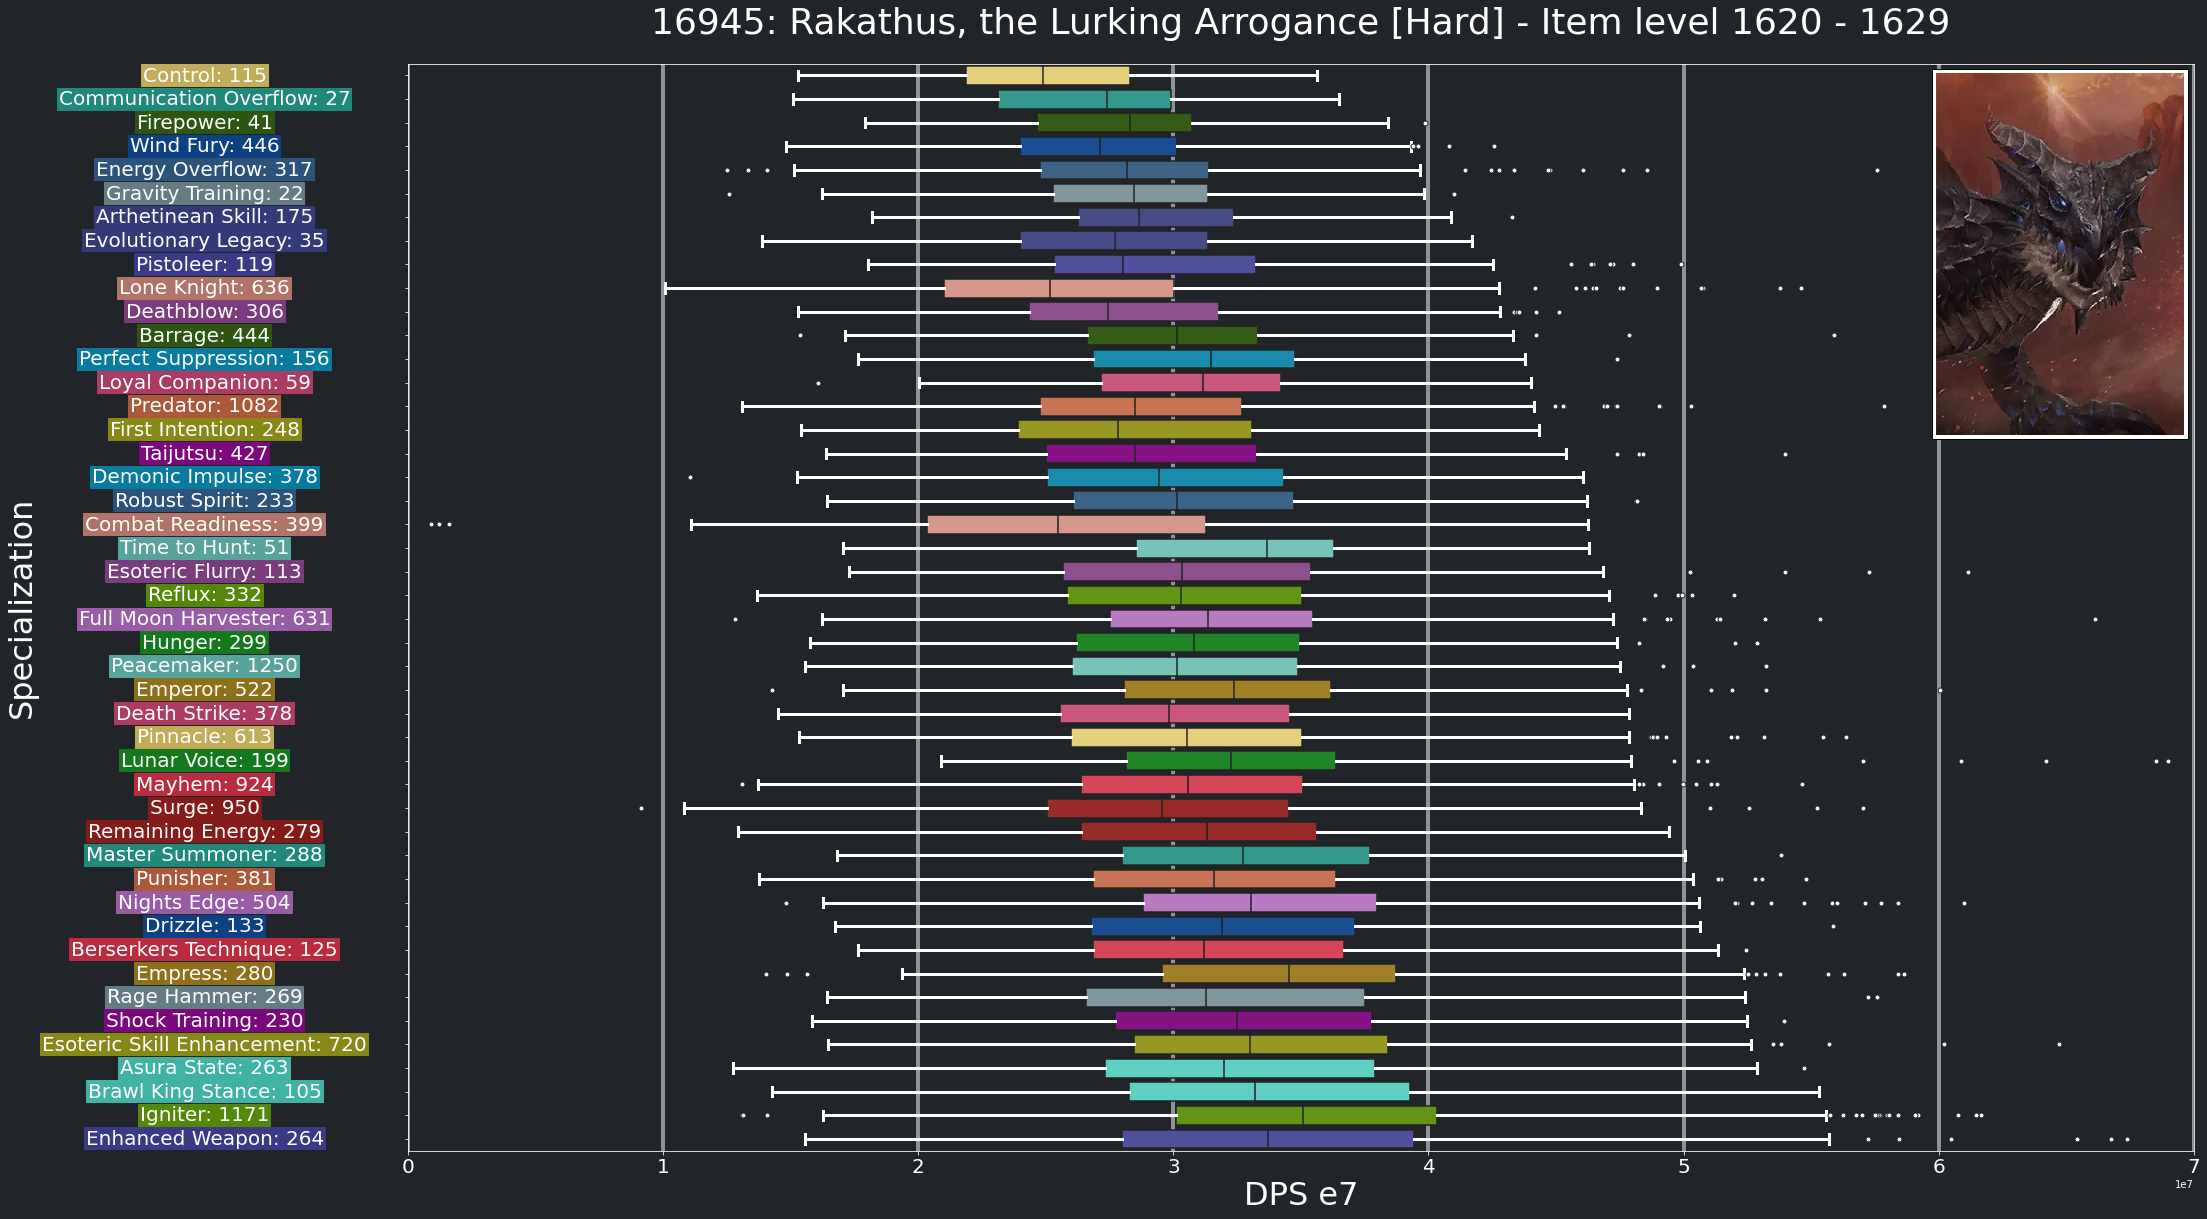 16945: Rakathus, the Lurking Arrogance [Hard] - Item level 1620 - 1629
Control: 115
Communication Overflow: 27
Firepower: 41
Wind Fury: 446
Energy Overflow: 317
Gravity Training: 22
Arthetinean Skill: 175
Evolutionary Legacy: 35
Pistoleer: 119
Lone Knight: 636
Deathblow: 306
Barrage: 444
Perfect Suppression: 156
Loyal Companion: 59
Predator: 1082
First Intention: 248
Taijutsu: 427
Demonic Impulse: 378
Robust Spirit: 233
Combat Readiness: 399
Time to Hunt: 51
Esoteric Flurry: 113
Reflux: 332
Full Moon Harvester: 631
Hunger: 299
Peacemaker: 1250
Emperor: 522
Death Strike: 378
Pinnacle: 613
Lunar Voice: 199
Mayhem: 924
Surge: 950
Remaining Energy: 279
Master Summoner: 288
Punisher: 381
Nights Edge: 504
Drizzle: 133
Berserkers Technique: 125
Empress: 280
Rage Hammer: 269
Shock Training: 230
Esoteric Skill Enhancement: 720
Asura State: 263
Brawl King Stance: 105
Igniter: 1171
Enhanced Weapon: 264
Specialization
0 1 2 3 4 5 6 7
1e7
DPS e7